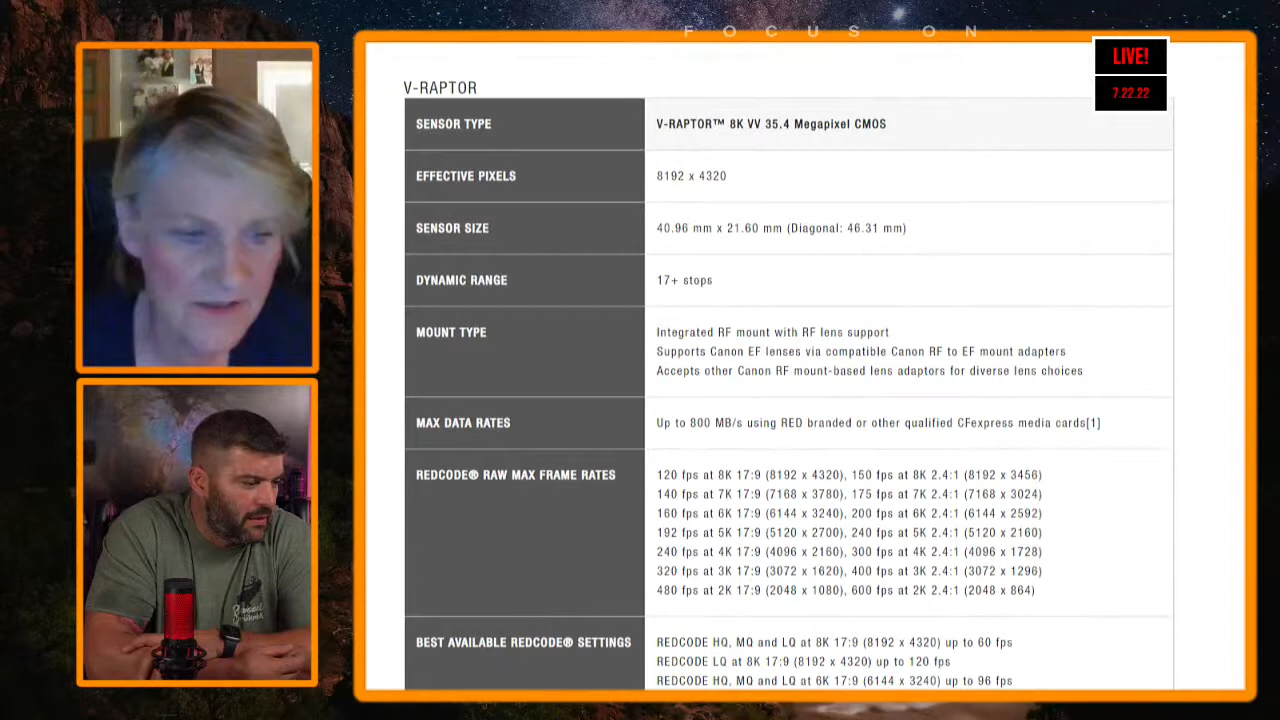 FOCUS ON
LIVE!
7.22.22
V-RAPTOR
SENSOR TYPE
V-RAPTOR™ 8K VV 35.4 Megapixel CMOS
EFFECTIVE PIXELS
8192 x 4320
SENSOR SIZE
40.96 mm x 21.60 mm (Diagonal: 46.31 mm)
DYNAMIC RANGE
17+ stops
MOUNT TYPE
Integrated RF mount with RF lens support
Supports Canon EF lenses via compatible Canon RF to EF mount adapters
Accepts other Canon RF mount-based lens adaptors for diverse lens choices
MAX DATA RATES
Up to 800 MB/s using RED branded or other qualified CFexpress media cards[1]
REDCODE® RAW MAX FRAME RATES
120 fps at 8K 17:9 (8192 x 4320), 150 fps at 8K 2.4:1 (8192 x 3456)
140 fps at 7K 17:9 (7168 x 3780), 175 fps at 7K 2.4:1 (7168 x 3024)
160 fps at 6K 17:9 (6144 x 3240), 200 fps at 6K 2.4:1 (6144 x 2592)
192 fps at 5K 17:9 (5120 x 2700), 240 fps at 5K 2.4:1 (5120 x 2160)
240 fps at 4K 17:9 (4096 x 2160), 300 fps at 4K 2.4:1 (4096 x 1728)
320 fps at 3K 17:9 (3072 x 1620), 400 fps at 3K 2.4:1 (3072 x 1296)
480 fps at 2K 17:9 (2048 x 1080), 600 fps at 2K 2.4:1 (2048 x 864)
BEST AVAILABLE REDCODE® SETTINGS
REDCODE HQ, MQ and LQ at 8K 17:9 (8192 x 4320) up to 60 fps
REDCODE LQ at 8K 17:9 (8192 x 4320) up to 120 fps
REDCODE HQ, MQ and LQ at 6K 17:9 (6144 x 3240) up to 96 fps